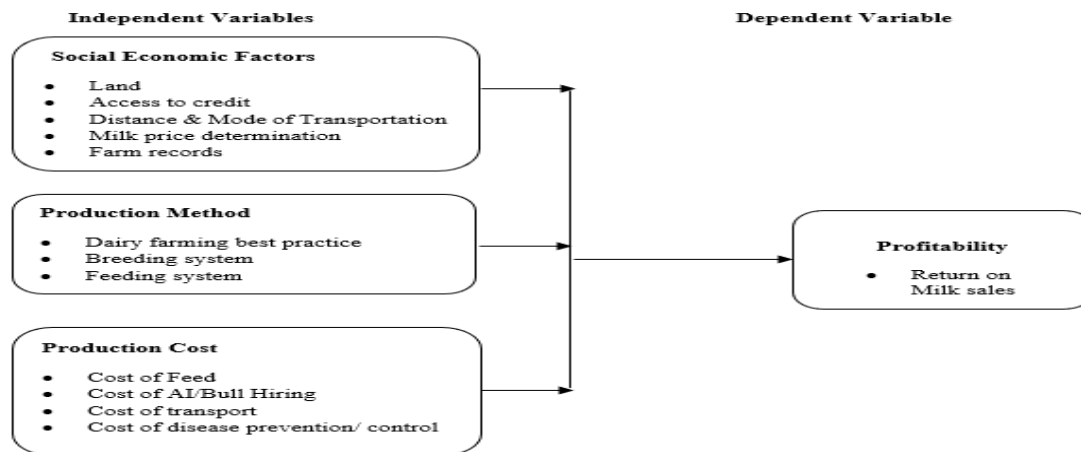 Independent Variables
Dependent Variable
Social Economic Factors
• Land
• Access to credit
• Distance & Mode of Transportation
• Milk price determination
• Farm records
Production Method
• Dairy farming best practice
• Breeding system
• Feeding system
Production Cost
• Cost of Feed
• Cost of AI/Bull Hiring
• Cost of transport
• Cost of disease prevention/ control
Profitability
• Return on
Milk sales